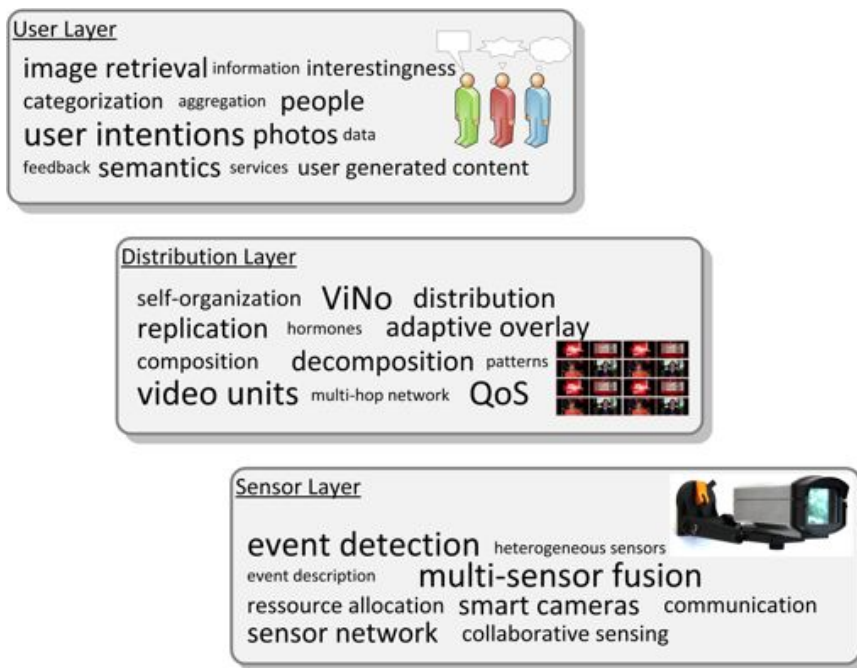 User Layer
image retrieval information interestingness
categorization aggregation people
user intentions photos data
feedback semantics services user generated content
Distribution Layer
self-organization ViNo distribution
replication hormones adaptive overlay
composition decomposition patterns
video units multi-hop network QoS
Sensor Layer
event detection heterogeneous sensors
event description multi-sensor fusion
ressource allocation smart cameras communication
sensor network collaborative sensing